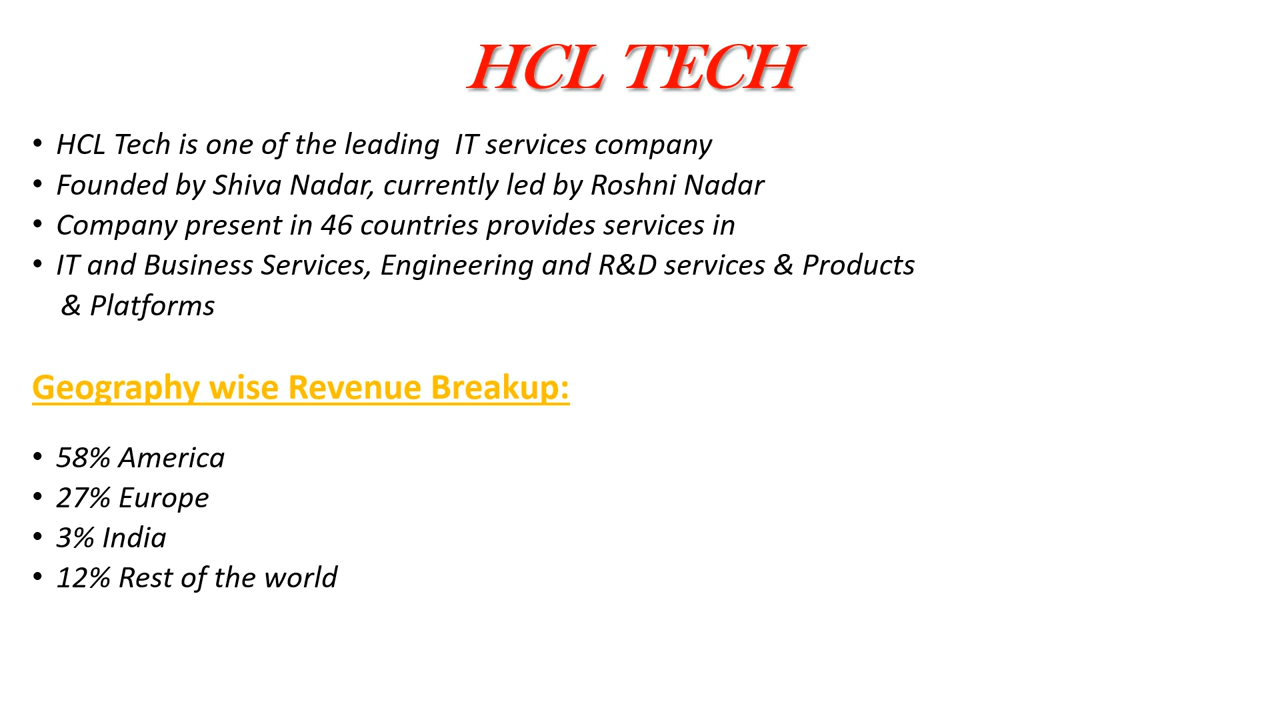 HCL TECH
• HCL Tech is one of the leading  IT services company
• Founded by Shiva Nadar, currently led by Roshni Nadar
• Company present in 46 countries provides services in
• IT and Business Services, Engineering and R&D services & Products
& Platforms
Geography wise Revenue Breakup:
• 58% America
• 27% Europe
• 3% India
• 12% Rest of the world